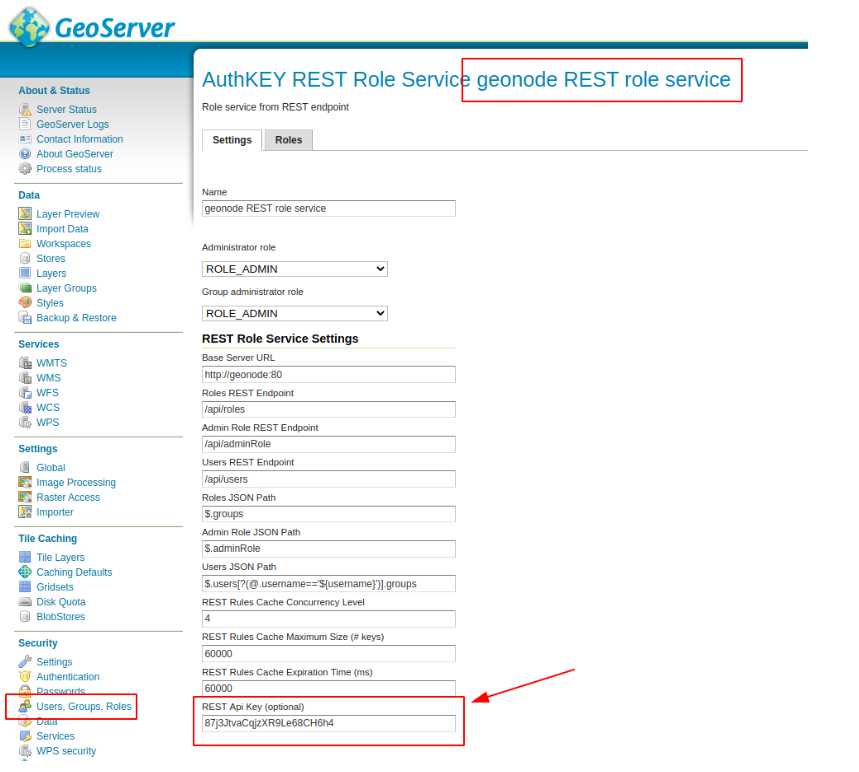 GeoServer
About & Status
Server Status
GeoServer Logs
Contact Information
About GeoServer
Process status
Data
Layer Preview
Import Data
Workspaces
Stores
Layers
Layer Groups
Styles
Backup & Restore
Services
WMTS
WMS
WFS
WCS
WPS
Settings
Global
Image Processing
Raster Access
Importer
Tile Caching
Tile Layers
Caching Defaults
Gridsets
Disk Quota
BlobStores
Security
Settings
Authentication
Passwords
Users, Groups, Roles
Data
Services
WPS security
AuthKEY REST Role Service geonode REST role service
Role service from REST endpoint
Settings
Roles
Name
geonode REST role service
Administrator role
ROLE_ADMIN
Group administrator role
ROLE_ADMIN
REST Role Service Settings
Base Server URL
http://geonode:80
Roles REST Endpoint
/api/roles
Admin Role REST Endpoint
/api/adminRole
Users REST Endpoint
/api/users
Roles JSON Path
$.groups
Admin Role JSON Path
$.adminRole
Users JSON Path
$.users[?(@.username=='${username}')].groups
REST Rules Cache Concurrency Level
4
REST Rules Cache Maximum Size (# keys)
60000
REST Rules Cache Expiration Time (ms)
60000
REST Api Key (optional)
87j3JtvaCqjzXR9Le68CH6h4